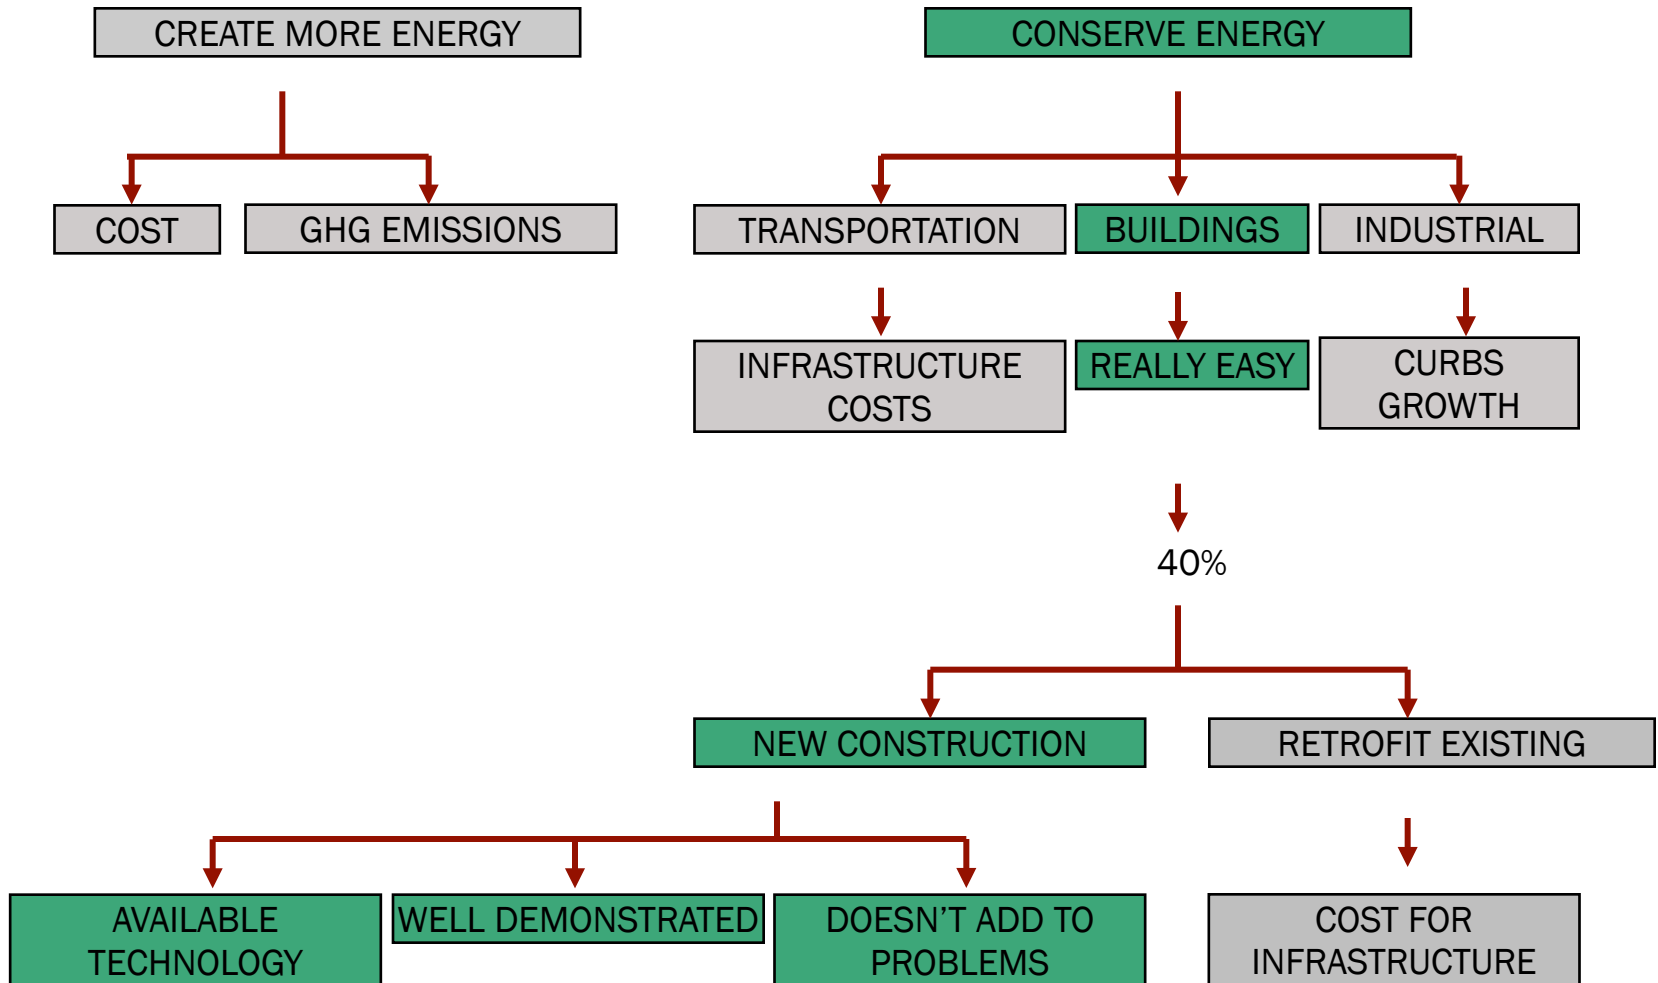 CREATE MORE ENERGY
CONSERVE ENERGY
COST
GHG EMISSIONS
TRANSPORTATION
BUILDINGS
INDUSTRIAL
INFRASTRUCTURE
COSTS
REALLY EASY
CURBS
GROWTH
40%
NEW CONSTRUCTION
RETROFIT EXISTING
AVAILABLE
TECHNOLOGY
WELL DEMONSTRATED
DOESN’T ADD TO
PROBLEMS
COST FOR
INFRASTRUCTURE